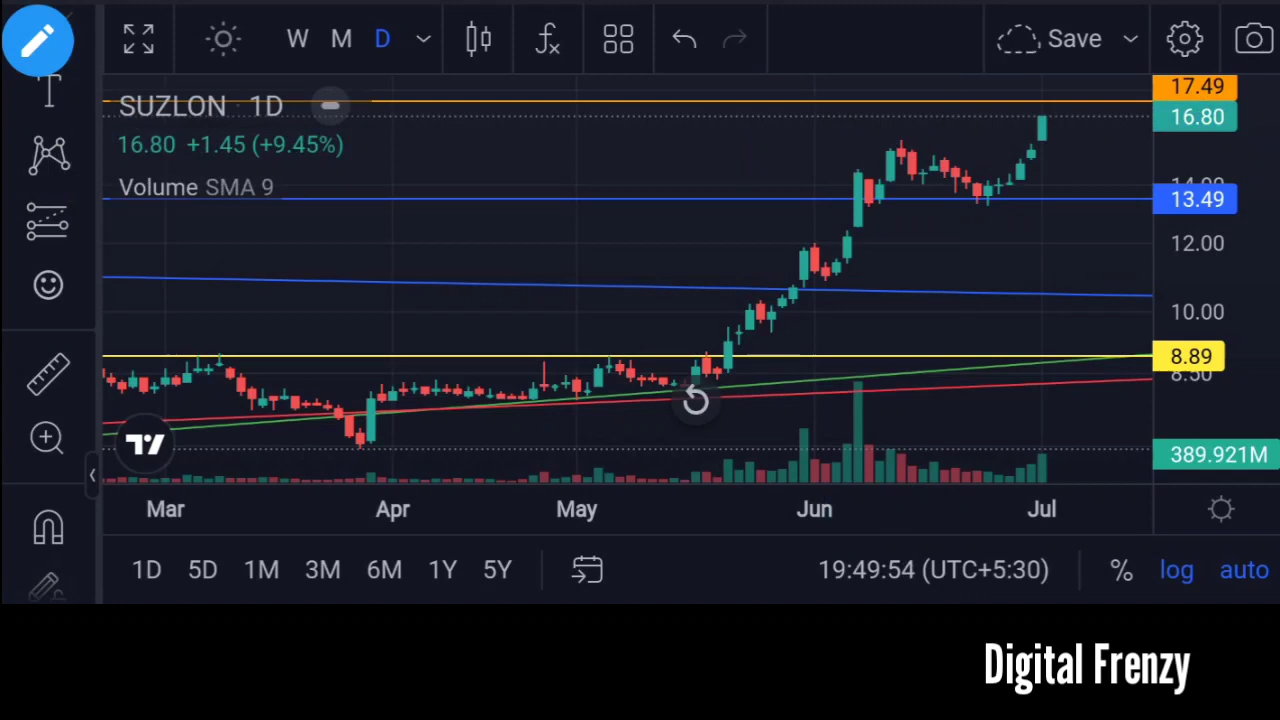 W M D Save
SUZLON · 1D
16.80 +1.45 (+9.45%)
Volume SMA 9
17.49
16.80
14.00
13.49
12.00
10.00
8.89
8.50
389.921M
Mar Apr May Jun Jul
1D 5D 1M 3M 6M 1Y 5Y 19:49:54 (UTC+5:30) % log auto
Digital Frenzy